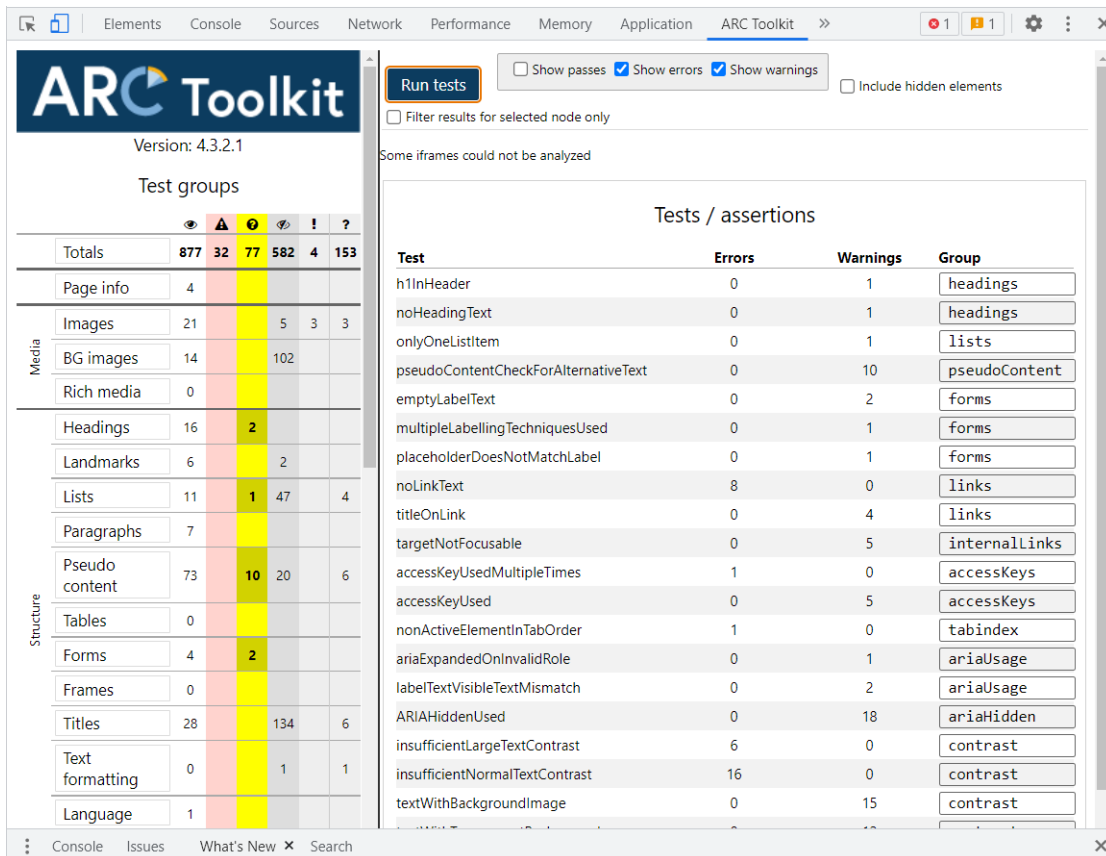 Elements Console Sources Network Performance Memory Application ARC Toolkit » 1 1
ARC Toolkit
Version: 4.3.2.1
Test groups
! ?
Totals 877 32 77 582 4 153
Page info 4
Media
Images 21 5 3 3
BG images 14 102
Rich media 0
Structure
Headings 16 2
Landmarks 6 2
Lists 11 1 47 4
Paragraphs 7
Pseudo content 73 10 20 6
Tables 0
Forms 4 2
Frames 0
Titles 28 134 6
Text formatting 0 1 1
Language 1
Run tests Show passes Show errors Show warnings Include hidden elements
Filter results for selected node only
Some iframes could not be analyzed
Tests / assertions
Test Errors Warnings Group
h1InHeader 0 1 headings
noHeadingText 0 1 headings
onlyOneListItem 0 1 lists
pseudoContentCheckForAlternativeText 0 10 pseudoContent
emptyLabelText 0 2 forms
multipleLabellingTechniquesUsed 0 1 forms
placeholderDoesNotMatchLabel 0 1 forms
noLinkText 8 0 links
titleOnLink 0 4 links
targetNotFocusable 0 5 internalLinks
accessKeyUsedMultipleTimes 1 0 accessKeys
accessKeyUsed 0 5 accessKeys
nonActiveElementInTabOrder 1 0 tabindex
ariaExpandedOnInvalidRole 0 1 ariaUsage
labelTextVisibleTextMismatch 0 2 ariaUsage
ARIAHiddenUsed 0 18 ariaHidden
insufficientLargeTextContrast 6 0 contrast
insufficientNormalTextContrast 16 0 contrast
textWithBackgroundImage 0 15 contrast
Console Issues What's New × Search